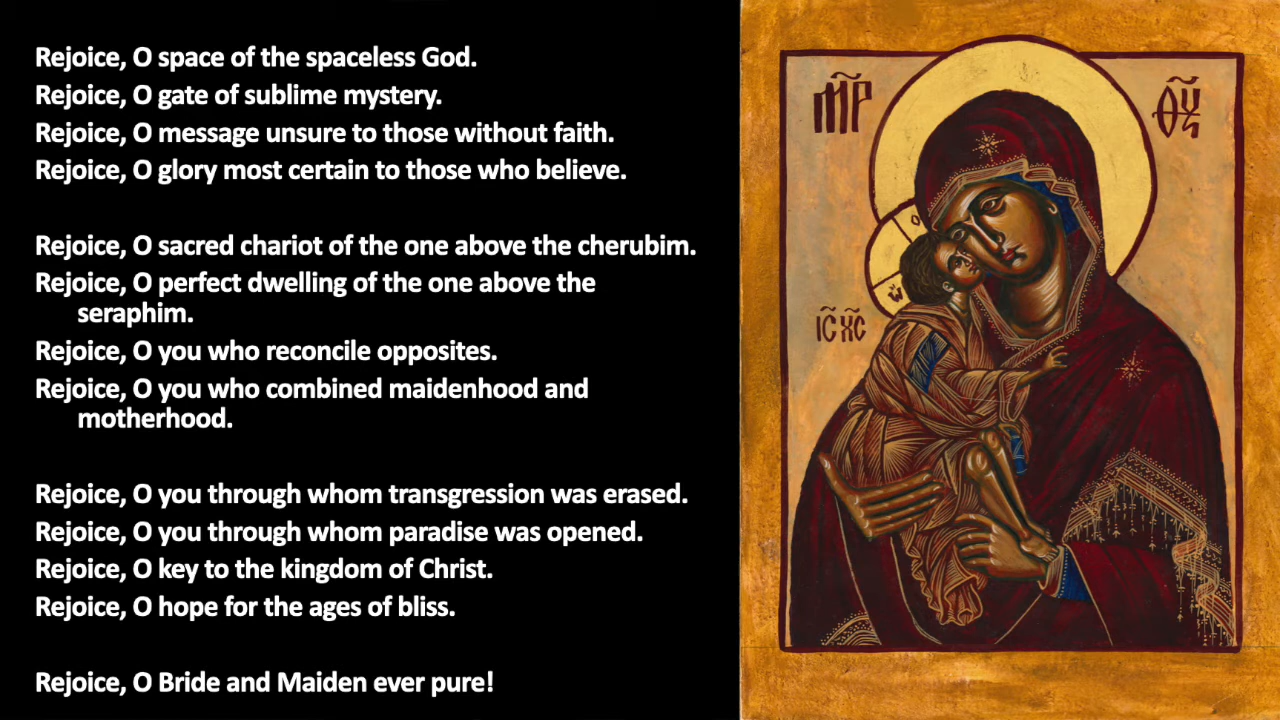 Rejoice, O space of the spaceless God.
Rejoice, O gate of sublime mystery.
Rejoice, O message unsure to those without faith.
Rejoice, O glory most certain to those who believe.
Rejoice, O sacred chariot of the one above the cherubim.
Rejoice, O perfect dwelling of the one above the
seraphim.
Rejoice, O you who reconcile opposites.
Rejoice, O you who combined maidenhood and
motherhood.
Rejoice, O you through whom transgression was erased.
Rejoice, O you through whom paradise was opened.
Rejoice, O key to the kingdom of Christ.
Rejoice, O hope for the ages of bliss.
Rejoice, O Bride and Maiden ever pure!
М҃Р Ѳ҃Ꙋ
О
Ѡ
І҃С Х҃С